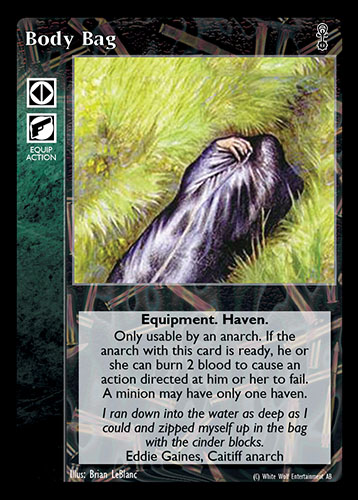 Body Bag
EQUIP
ACTION
Equipment. Haven.
Only usable by an anarch. If the
anarch with this card is ready, he or
she can burn 2 blood to cause an
action directed at him or her to fail.
A minion may have only one haven.
I ran down into the water as deep as I
could and zipped myself up in the bag
with the cinder blocks.
Eddie Gaines, Caitiff anarch
Illus: Brian LeBlanc
(C) White Wolf Entertainment AB